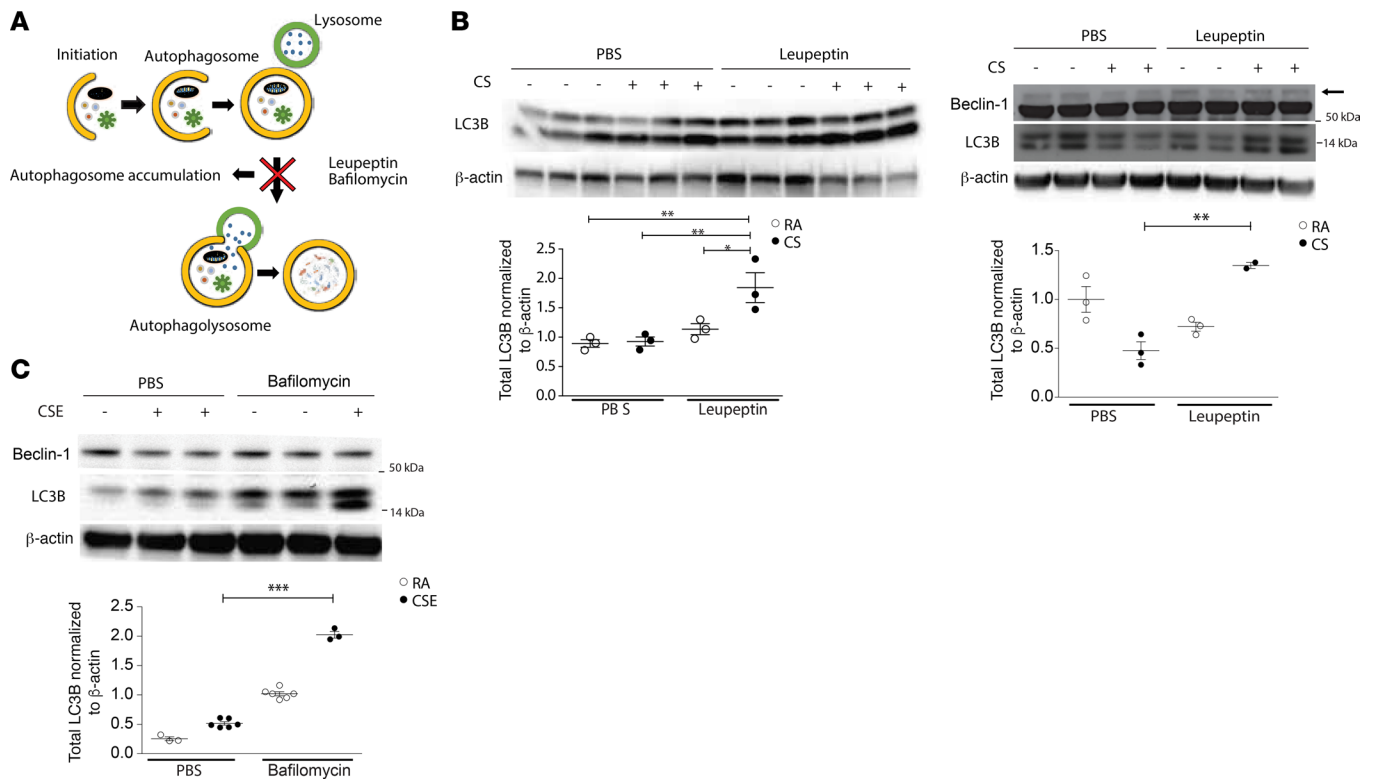 A
Lysosome
Initiation
Autophagosome
Leupeptin
Bafilomycin
Autophagosome accumulation
Autophagolysosome
B
PBS
Leupeptin
CS
- - - + + + - - - + + +
LC3B
β-actin
**
**
*
RA
CS
Total LC3B normalized
to β-actin
2.5
2.0
1.5
1.0
0.5
0.0
PB S
Leupeptin
PBS
Leupeptin
CS
- - + + - - + +
Beclin-1
50 kDa
LC3B
14 kDa
β-actin
**
RA
CS
Total LC3B normalized
to β-actin
1.5
1.0
0.5
0.0
PBS
Leupeptin
C
PBS
Bafilomycin
CSE
- + + - - +
Beclin-1
50 kDa
LC3B
14 kDa
β-actin
***
RA
CSE
Total LC3B normalized
to β-actin
2.5
2.0
1.5
1.0
0.5
0.0
PBS
Bafilomycin